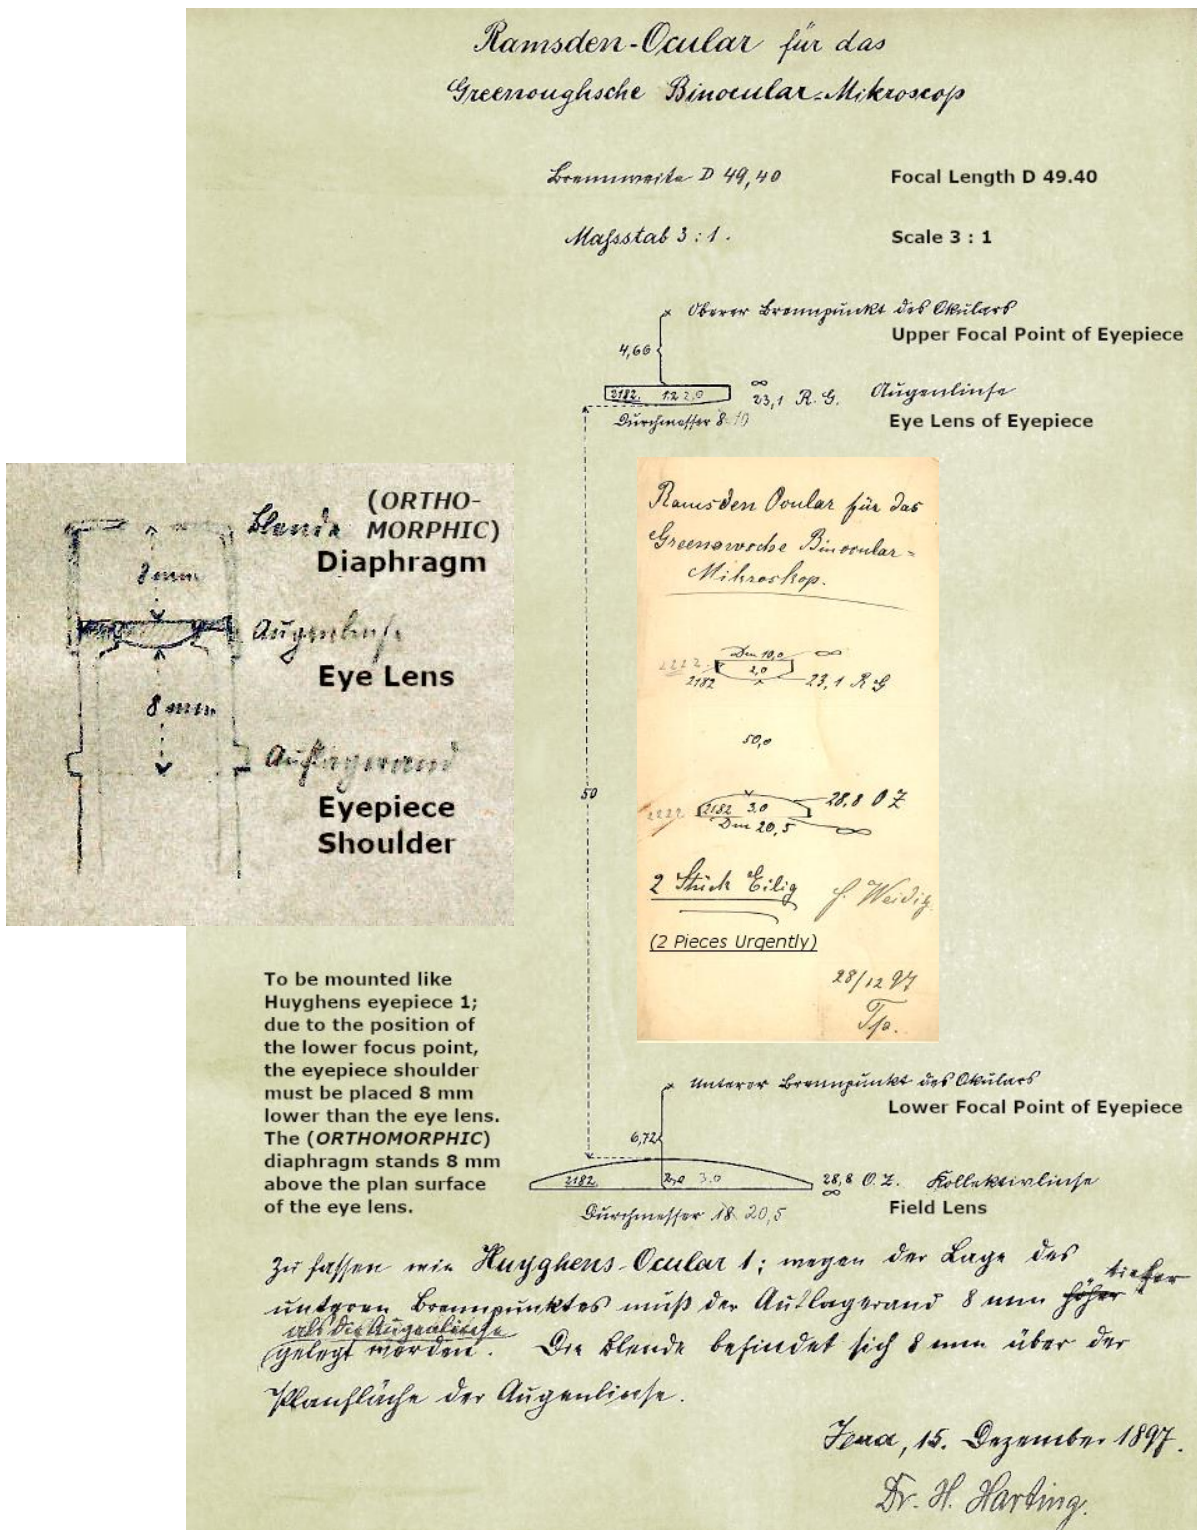 Ramsden-Ocular für das
Greenoughsche Binocular-Mikroscop
Brennweite D 49,40
Focal Length D 49.40
Massstab 3 : 1.
Scale 3 : 1
Oberer Brennpunkt des Okulars
Upper Focal Point of Eyepiece
4,66
2182. 1.2 2,0
∞
23,1 R. G. Augenlinse
Eye Lens of Eyepiece
Durchmesser 8 10
Blende
(ORTHO-
MORPHIC)
Diaphragm
8 mm
Augenlinse
Eye Lens
8 mm
Auflagerand
Eyepiece
Shoulder
50
Ramsden Ocular für das
Binocular-
Mikroskop.
Dm 10,0 ∞
2222
2182
2,0
23,1 R G
50,0
2222
2182 3.0
28,8 O Z
Dm 20,5 ∞
2 Stück Eilig
f. Weidig.
(2 Pieces Urgently)
28/12 97
To be mounted like
Huyghens eyepiece 1;
due to the position of
the lower focus point,
the eyepiece shoulder
must be placed 8 mm
lower than the eye lens.
The (ORTHOMORPHIC)
diaphragm stands 8 mm
above the plan surface
of the eye lens.
Unterer Brennpunkt des Okulars
Lower Focal Point of Eyepiece
6,72
2182. 2,0 3.0
28,8 O. Z. Kollektivlinse
∞
Field Lens
Durchmesser 18 20,5
Zu fassen wie Huyghens-Ocular 1; wegen der Lage des
tiefer
unteren Brennpunktes muß der Auflagerand 8 mm höher
als die Augenlinse
gelegt werden. Die Blende befindet sich 8 mm über der
Planfläche der Augenlinse.
Jena, 15. Dezember 1897.
Dr. H. Harting.